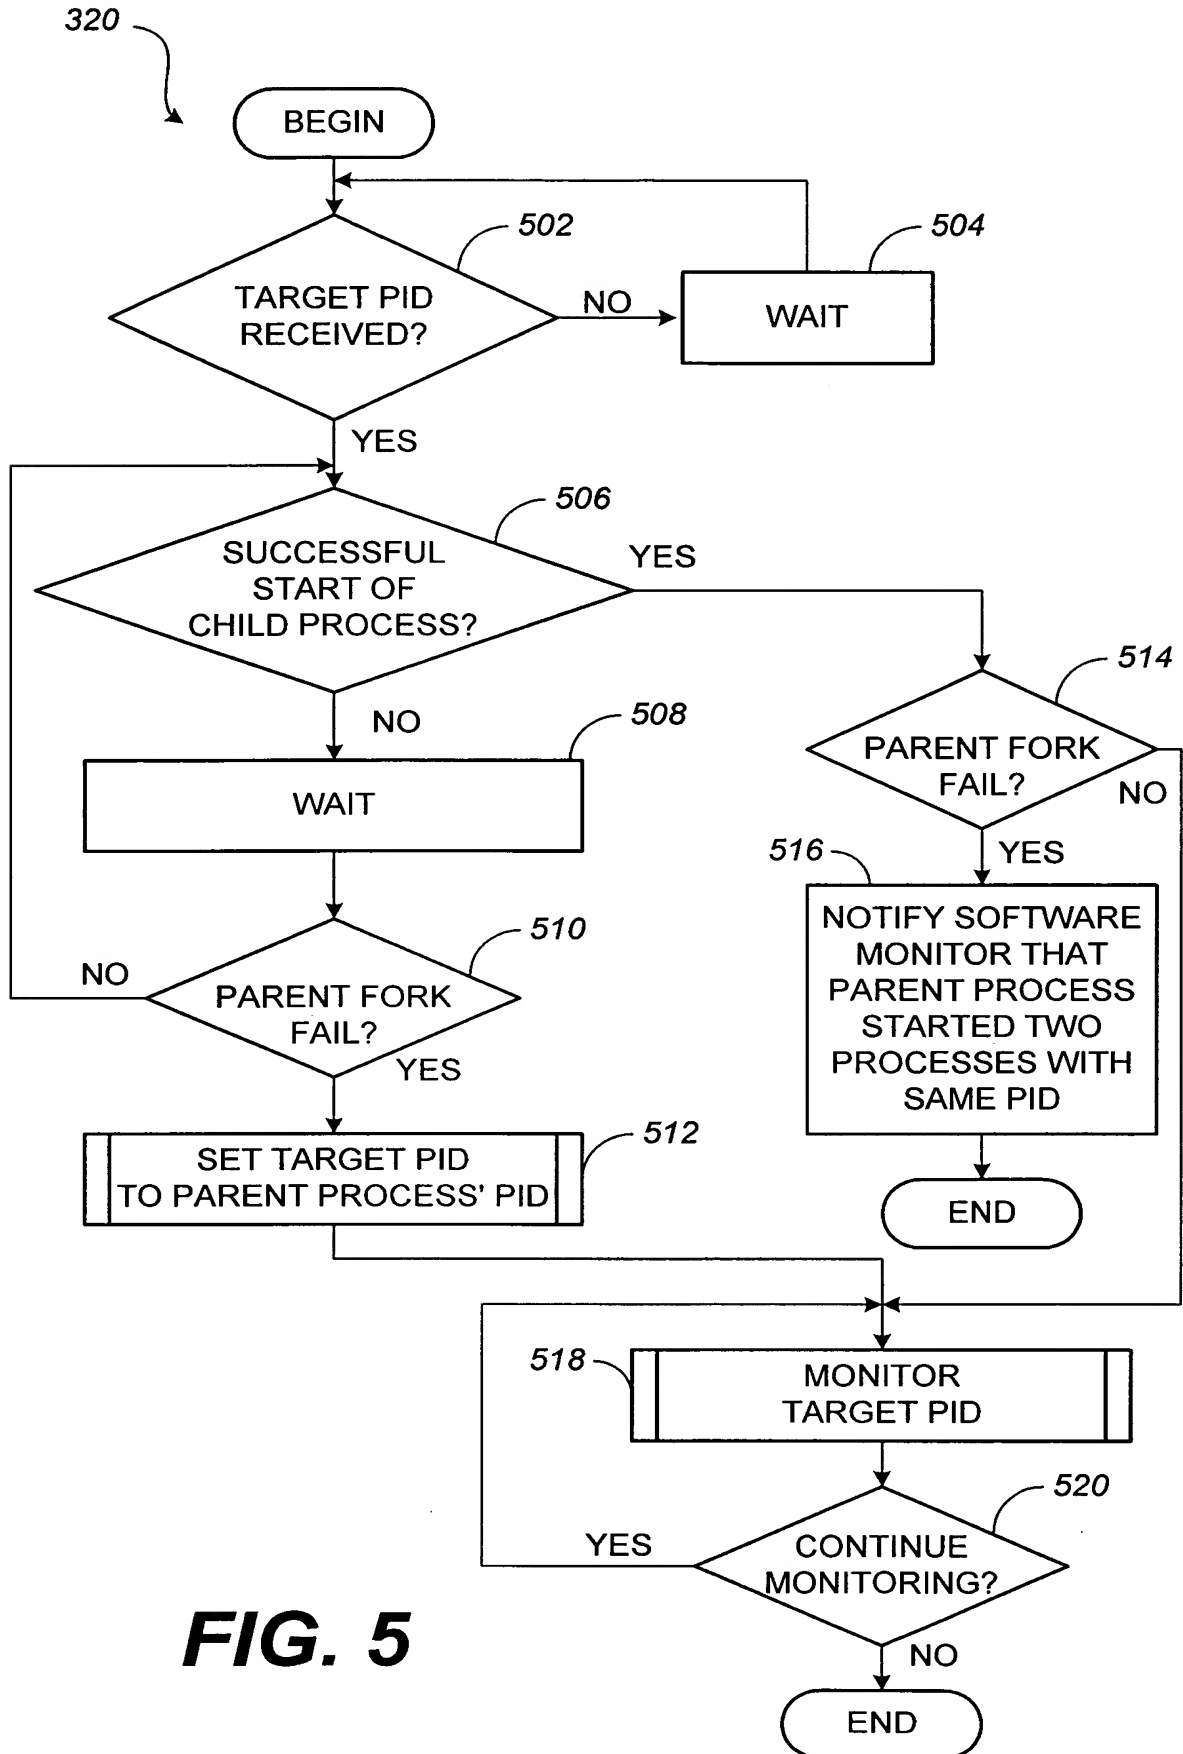 320
BEGIN
502
504
TARGET PID
RECEIVED?
NO
WAIT
YES
506
SUCCESSFUL
START OF
CHILD PROCESS?
YES
514
NO
508
PARENT FORK
FAIL?
NO
WAIT
516
YES
NOTIFY SOFTWARE
MONITOR THAT
PARENT PROCESS
STARTED TWO
PROCESSES WITH
SAME PID
510
NO
PARENT FORK
FAIL?
YES
512
SET TARGET PID
TO PARENT PROCESS' PID
END
518
MONITOR
TARGET PID
520
YES
CONTINUE
MONITORING?
FIG. 5
NO
END